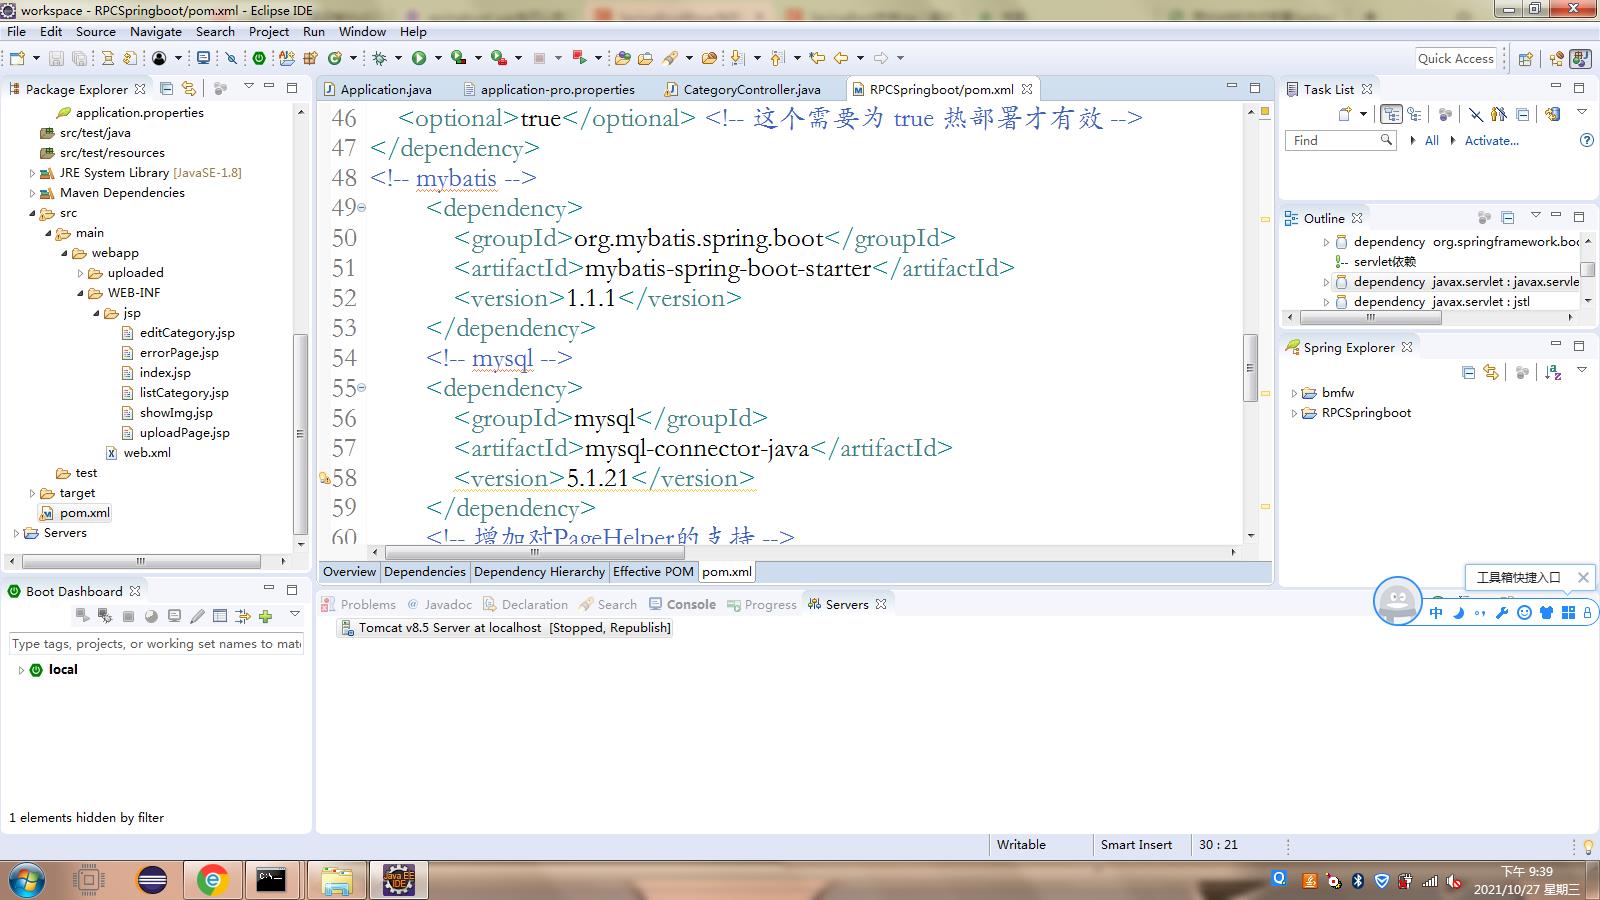 workspace - RPCSpringboot/pom.xml - Eclipse IDE
File Edit Source Navigate Search Project Run Window Help
Quick Access
Package Explorer
application.properties
src/test/java
src/test/resources
JRE System Library [JavaSE-1.8]
Maven Dependencies
src
main
webapp
uploaded
WEB-INF
jsp
editCategory.jsp
errorPage.jsp
index.jsp
listCategory.jsp
showImg.jsp
uploadPage.jsp
web.xml
test
target
pom.xml
Servers
Application.java application-pro.properties CategoryController.java RPCSpringboot/pom.xml
46 <optional>true</optional> <!-- 这个需要为 true 热部署才有效 -->
47 </dependency>
48 <!-- mybatis -->
49 <dependency>
50 <groupId>org.mybatis.spring.boot</groupId>
51 <artifactId>mybatis-spring-boot-starter</artifactId>
52 <version>1.1.1</version>
53 </dependency>
54 <!-- mysql -->
55 <dependency>
56 <groupId>mysql</groupId>
57 <artifactId>mysql-connector-java</artifactId>
58 <version>5.1.21</version>
59 </dependency>
60 <!-- 增加对PageHelper的支持 -->
Overview Dependencies Dependency Hierarchy Effective POM pom.xml
Task List
Find All Activate...
Outline
dependency org.springframework.boo
servlet依赖
dependency javax.servlet : javax.servle
dependency javax.servlet : jstl
Spring Explorer
bmfw
RPCSpringboot
工具箱快捷入口
中
Boot Dashboard
Type tags, projects, or working set names to mat
local
1 elements hidden by filter
Problems Javadoc Declaration Search Console Progress Servers
Tomcat v8.5 Server at localhost [Stopped, Republish]
Writable Smart Insert 30 : 21
Java EE
IDE
下午 9:39
2021/10/27 星期三